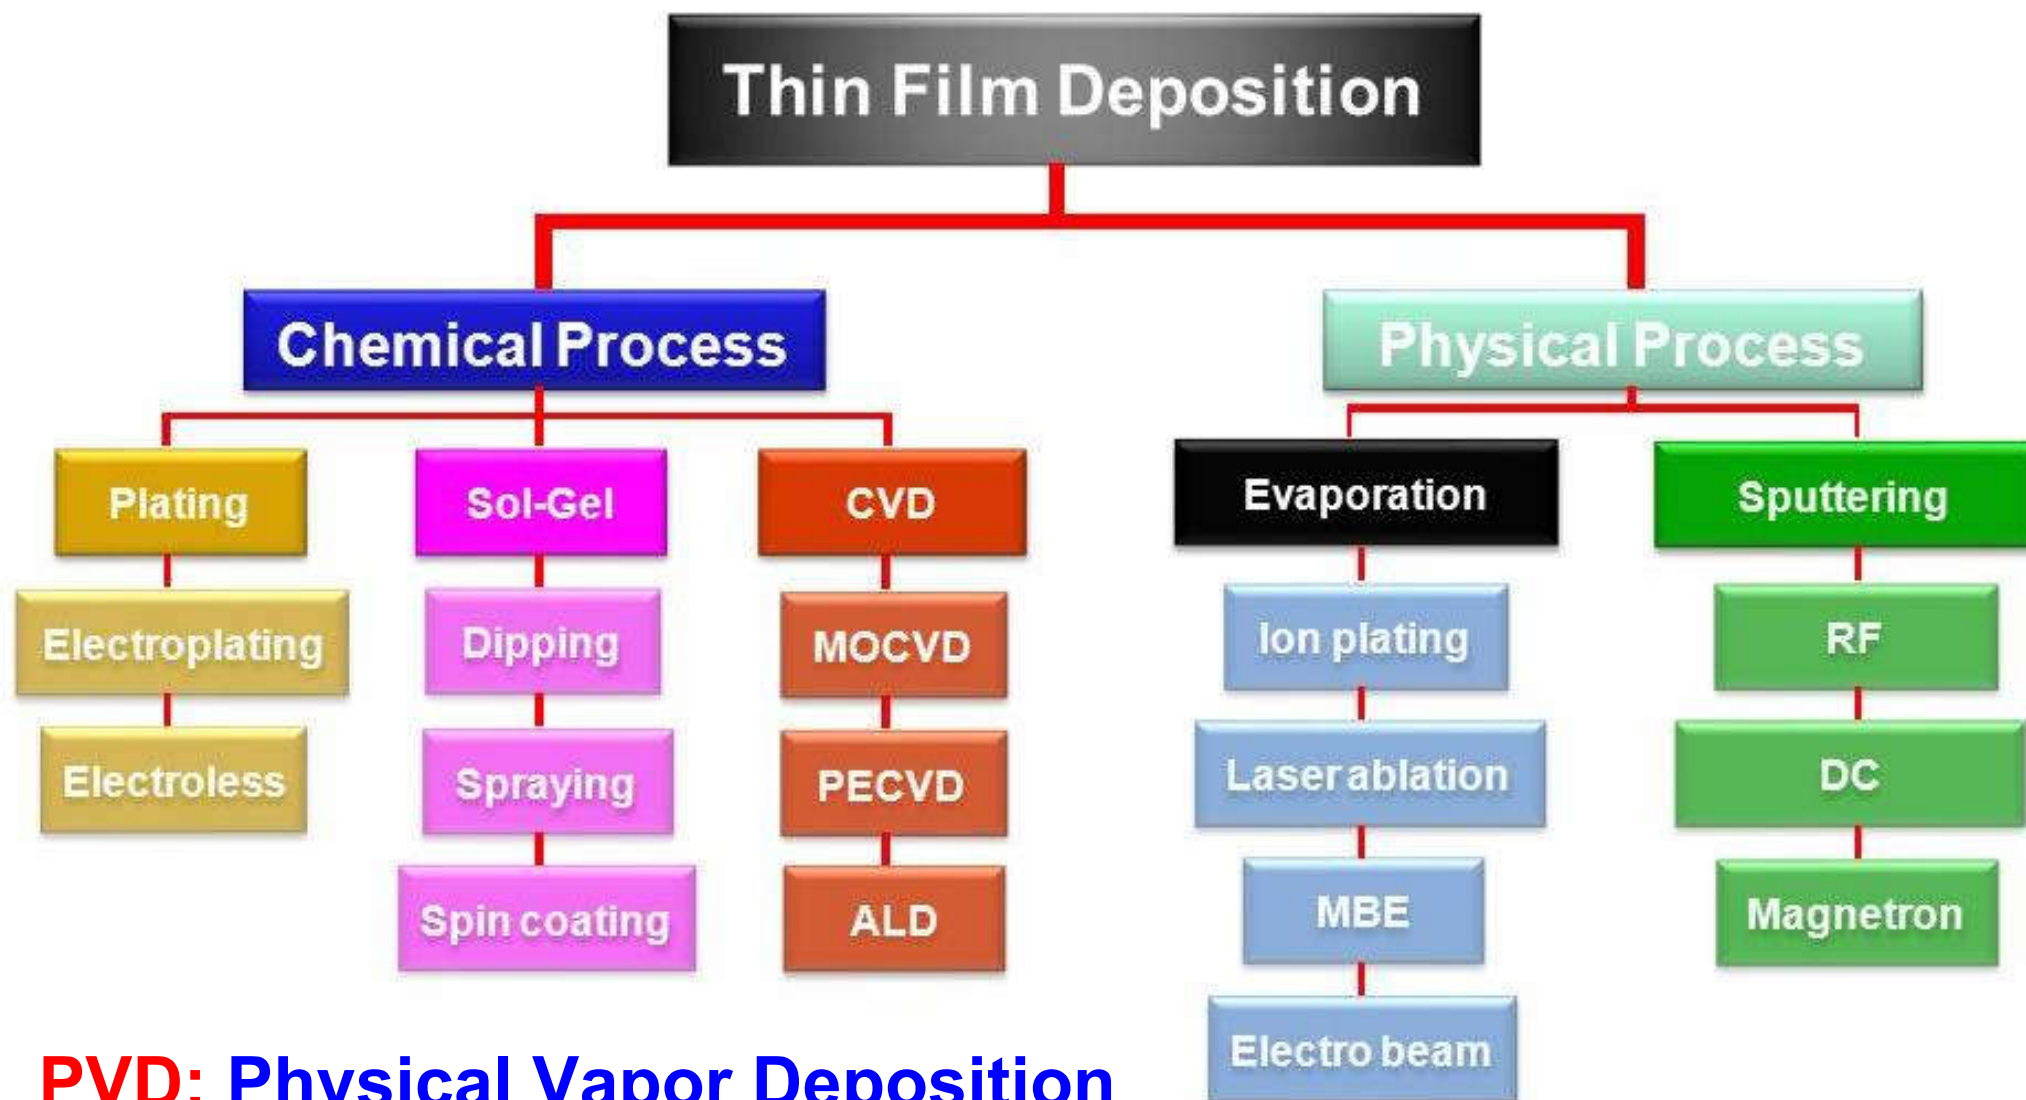 Thin Film Deposition
Chemical Process
Physical Process
Plating
Sol-Gel
CVD
Evaporation
Sputtering
Electroplating
Dipping
MOCVD
Ion plating
RF
Electroless
Spraying
PECVD
Laser ablation
DC
Spin coating
ALD
MBE
Magnetron
Electro beam
PVD: Physical Vapor Deposition